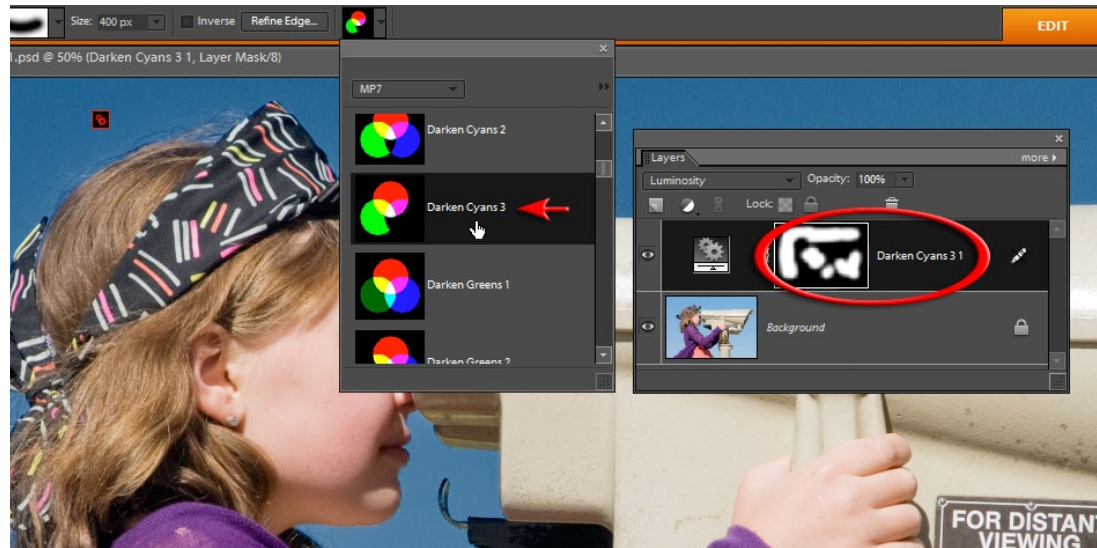 Size: 400 px
Inverse
Refine Edge...
EDIT
1.psd @ 50% (Darken Cyans 3 1, Layer Mask/8)
MP7
Darken Cyans 2
Darken Cyans 3
Darken Greens 1
Darken Greens 2
Layers
more
Luminosity
Opacity: 100%
Lock:
Darken Cyans 3 1
Background
FOR DISTANT
VIEWING